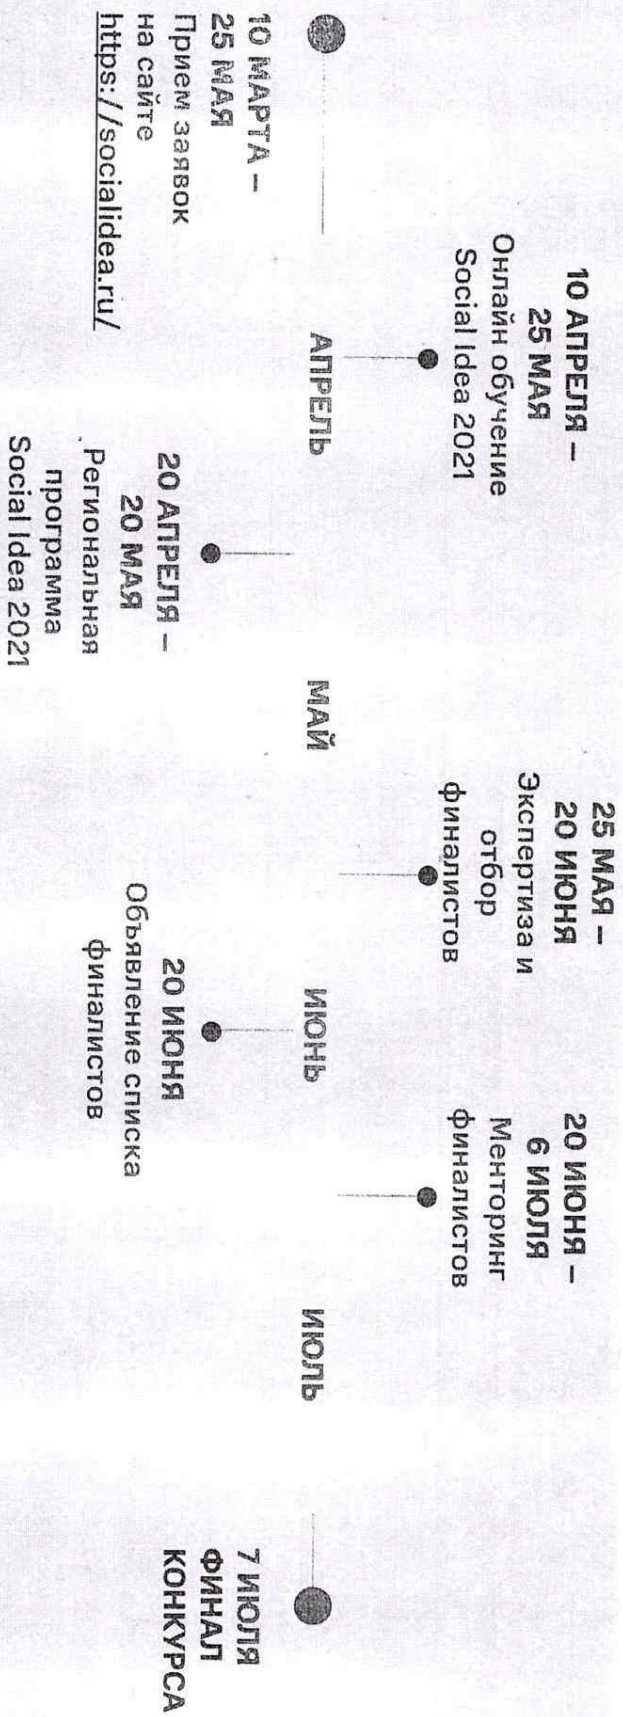 10 АПРЕЛЯ –
25 МАЯ
Онлайн обучение
Social Idea 2021
25 МАЯ –
20 ИЮНЯ
Экспертиза и
отбор
финалистов
20 ИЮНЯ –
6 ИЮЛЯ
Менторинг
финалистов
АПРЕЛЬ
МАЙ
ИЮНЬ
ИЮЛЬ
10 МАРТА –
25 МАЯ
Прием заявок
на сайте
https://socialidea.ru/
20 АПРЕЛЯ –
20 МАЯ
Региональная
программа
Social Idea 2021
20 ИЮНЯ
Объявление списка
финалистов
7 ИЮЛЯ
ФИНАЛ
КОНКУРСА